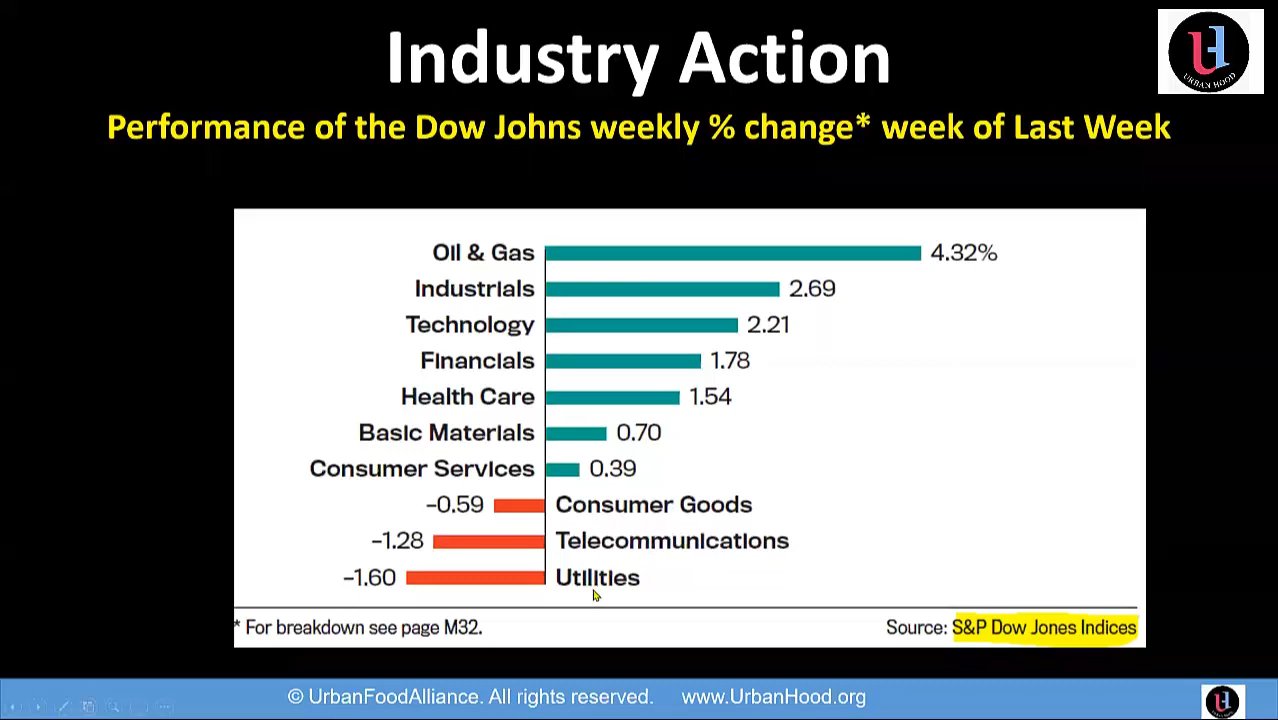 Industry Action
URBAN HOOD
Performance of the Dow Johns weekly % change* week of Last Week
Oil & Gas 4.32%
Industrials 2.69
Technology 2.21
Financials 1.78
Health Care 1.54
Basic Materials 0.70
Consumer Services 0.39
−0.59 Consumer Goods
−1.28 Telecommunications
−1.60 Utilities
* For breakdown see page M32. Source: S&P Dow Jones Indices
© UrbanFoodAlliance. All rights reserved. www.UrbanHood.org